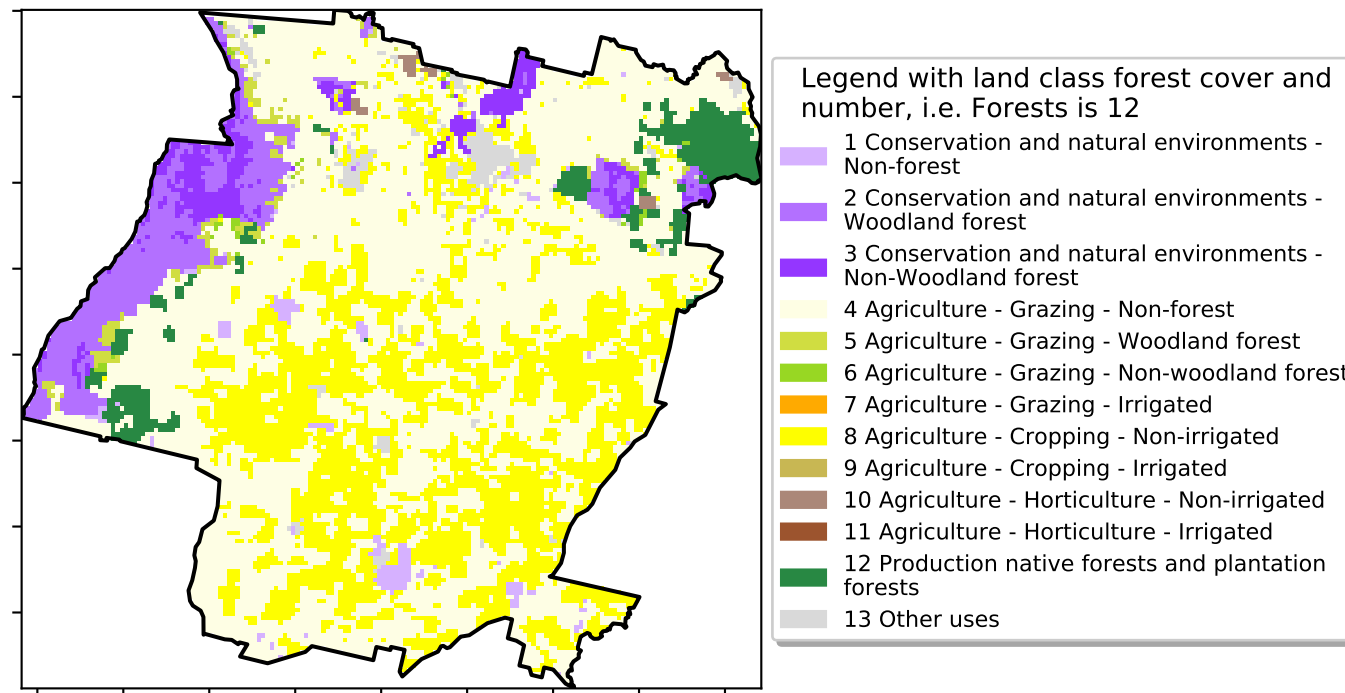 Legend with land class forest cover and
number, i.e. Forests is 12
1 Conservation and natural environments -
Non-forest
2 Conservation and natural environments -
Woodland forest
3 Conservation and natural environments -
Non-Woodland forest
4 Agriculture - Grazing - Non-forest
5 Agriculture - Grazing - Woodland forest
6 Agriculture - Grazing - Non-woodland forest
7 Agriculture - Grazing - Irrigated
8 Agriculture - Cropping - Non-irrigated
9 Agriculture - Cropping - Irrigated
10 Agriculture - Horticulture - Non-irrigated
11 Agriculture - Horticulture - Irrigated
12 Production native forests and plantation
forests
13 Other uses